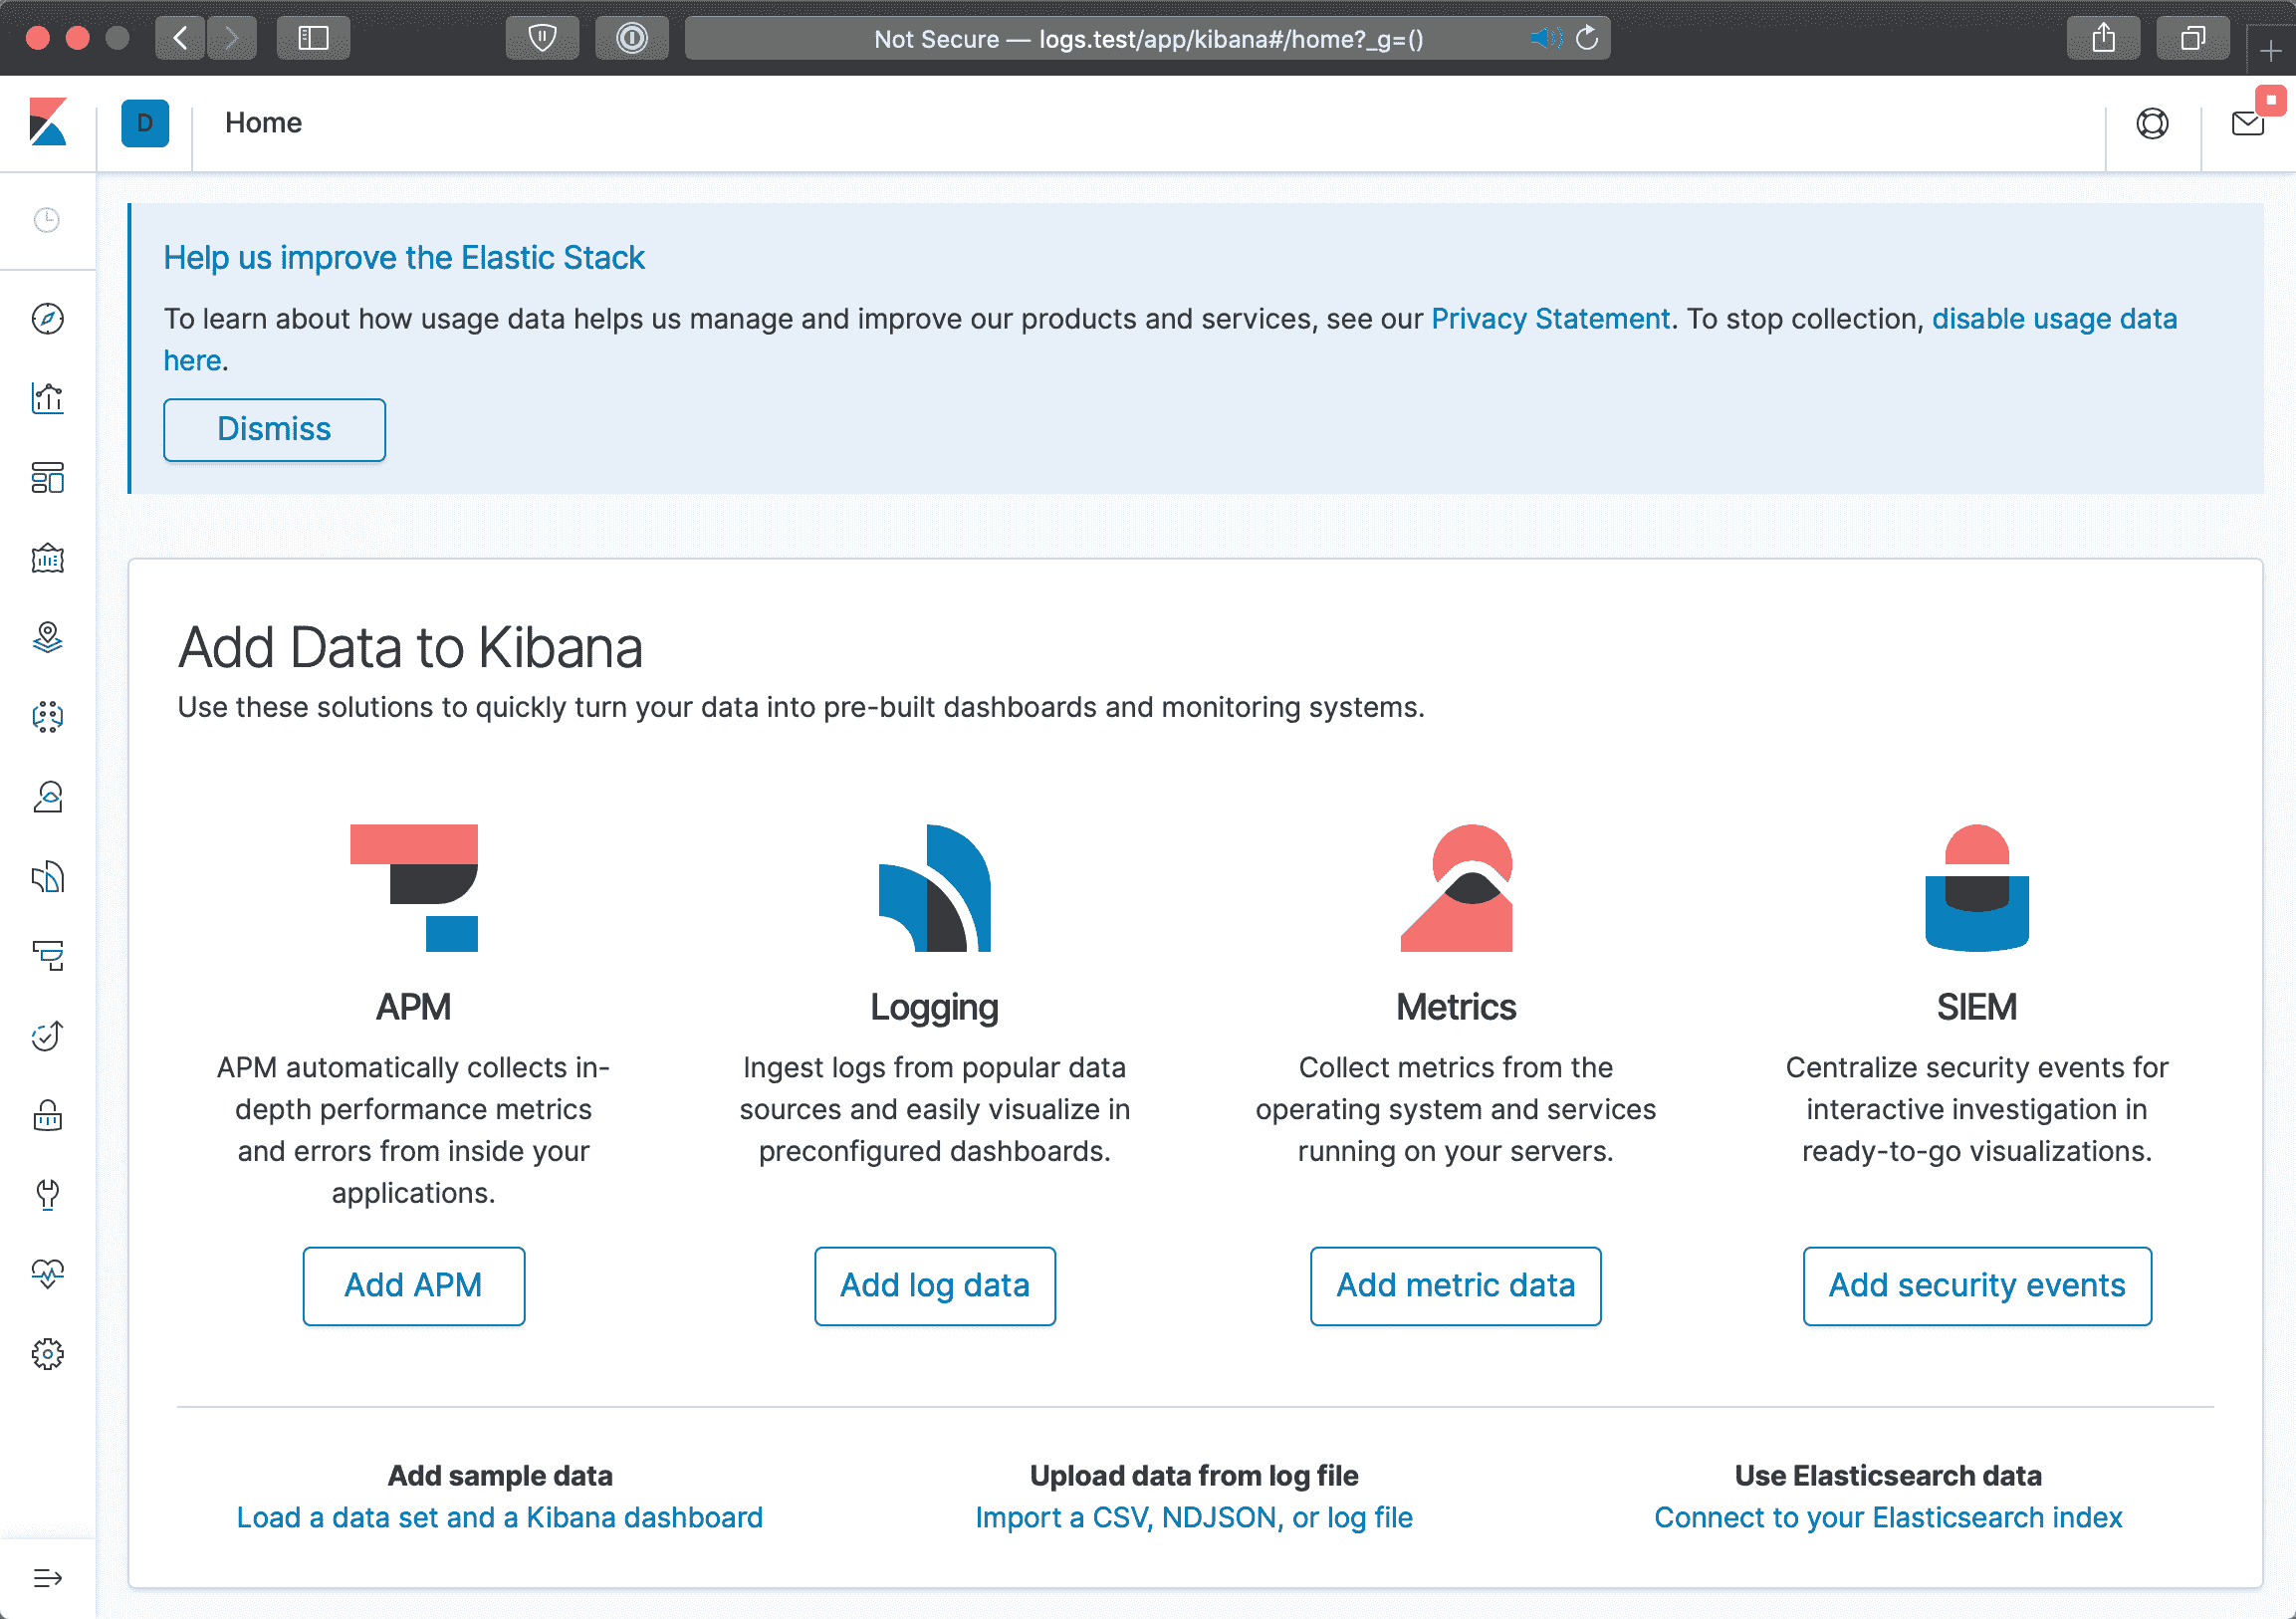 Not Secure — logs.test/app/kibana#/home?_g=()
D
Home
Help us improve the Elastic Stack
To learn about how usage data helps us manage and improve our products and services, see our Privacy Statement. To stop collection, disable usage data
here.
Dismiss
Add Data to Kibana
Use these solutions to quickly turn your data into pre-built dashboards and monitoring systems.
APM
APM automatically collects in-
depth performance metrics
and errors from inside your
applications.
Add APM
Logging
Ingest logs from popular data
sources and easily visualize in
preconfigured dashboards.
Add log data
Metrics
Collect metrics from the
operating system and services
running on your servers.
Add metric data
SIEM
Centralize security events for
interactive investigation in
ready-to-go visualizations.
Add security events
Add sample data
Load a data set and a Kibana dashboard
Upload data from log file
Import a CSV, NDJSON, or log file
Use Elasticsearch data
Connect to your Elasticsearch index